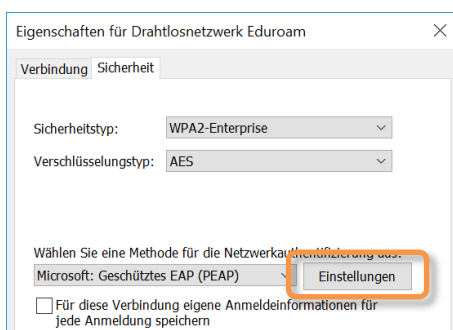 Eigenschaften für Drahtlosnetzwerk Eduroam
Verbindung Sicherheit
Sicherheitstyp: WPA2-Enterprise
Verschlüsselungstyp: AES
Wählen Sie eine Methode für die Netzwerkauthentifizierung aus:
Microsoft: Geschütztes EAP (PEAP) Einstellungen
Für diese Verbindung eigene Anmeldeinformationen für
jede Anmeldung speichern